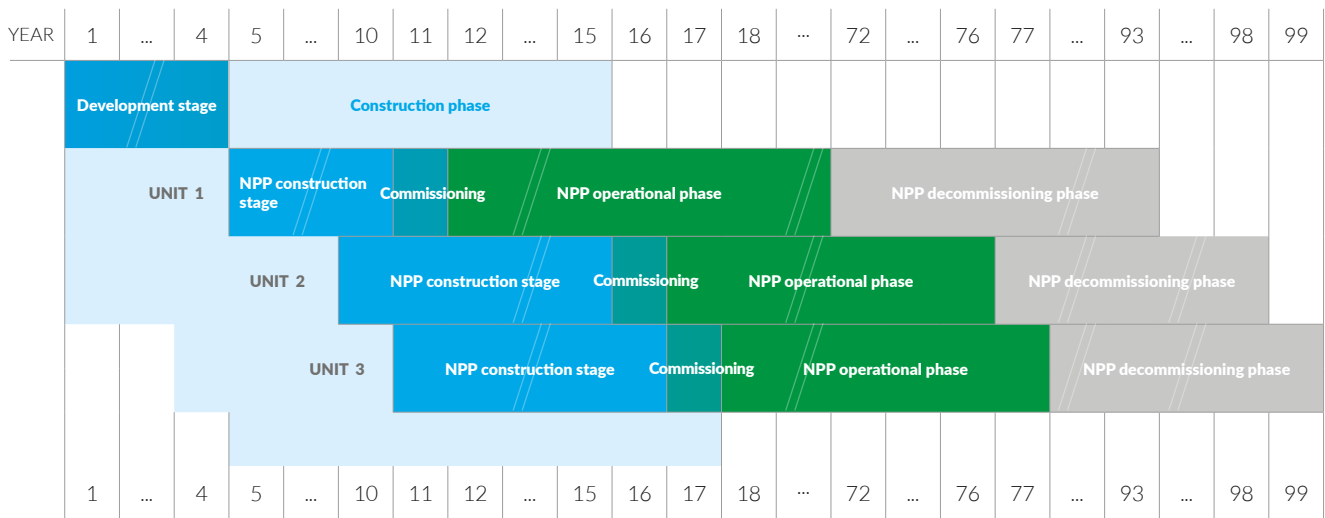 YEAR 1 ... 4 5 ... 10 11 12 ... 15 16 17 18 ... 72 ... 76 77 ... 93 ... 98 99
Development stage Construction phase
UNIT 1 NPP construction stage Commissioning NPP operational phase NPP decommissioning phase
UNIT 2 NPP construction stage Commissioning NPP operational phase NPP decommissioning phase
UNIT 3 NPP construction stage Commissioning NPP operational phase NPP decommissioning phase
1 ... 4 5 ... 10 11 12 ... 15 16 17 18 ... 72 ... 76 77 ... 93 ... 98 99